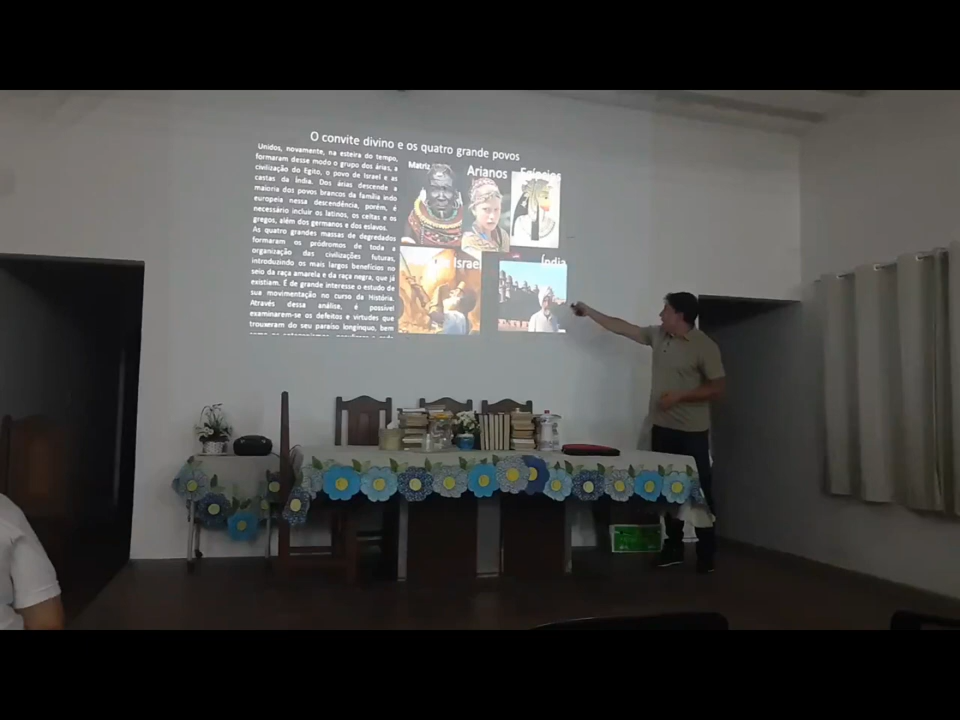 O convite divino e os quatro grande povos
Unidos, novamente, na esteira do tempo,
formaram desse modo o grupo dos árias, a
civilização do Egito, o povo de Israel e as
castas da Índia. Dos árias descende a
maioria dos povos brancos da família indo
europeia nessa descendência, porém, é
necessário incluir os latinos, os celtas e os
gregos, além dos germanos e dos eslavos.
As quatro grandes massas de degredados
formaram os pródromos de toda a
organização das civilizações futuras,
introduzindo os mais largos benefícios no
seio da raça amarela e da raça negra, que já
existiam. É de grande interesse o estudo de
sua movimentação no curso da História.
Através dessa análise, é possível
examinarem-se os defeitos e virtudes que
trouxeram do seu paraíso longínquo, bem
Matriz
Arianos
Egípcios
Israel
Índia